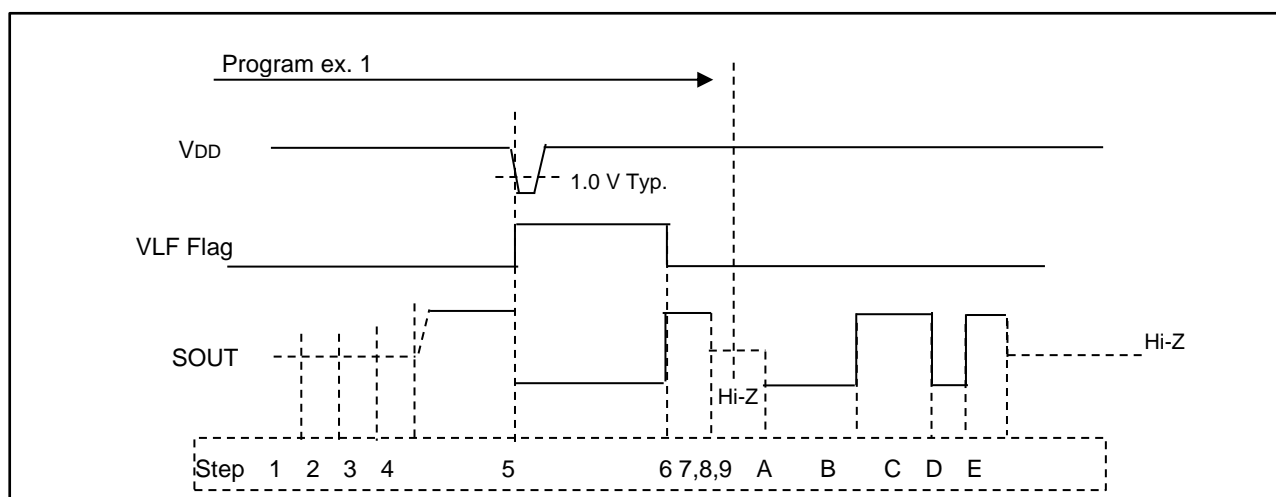 Program ex. 1
VDD
1.0 V Typ.
VLF Flag
SOUT
Hi-Z
Hi-Z
Step 1 2 3 4 5 6 7,8,9 A B C D E